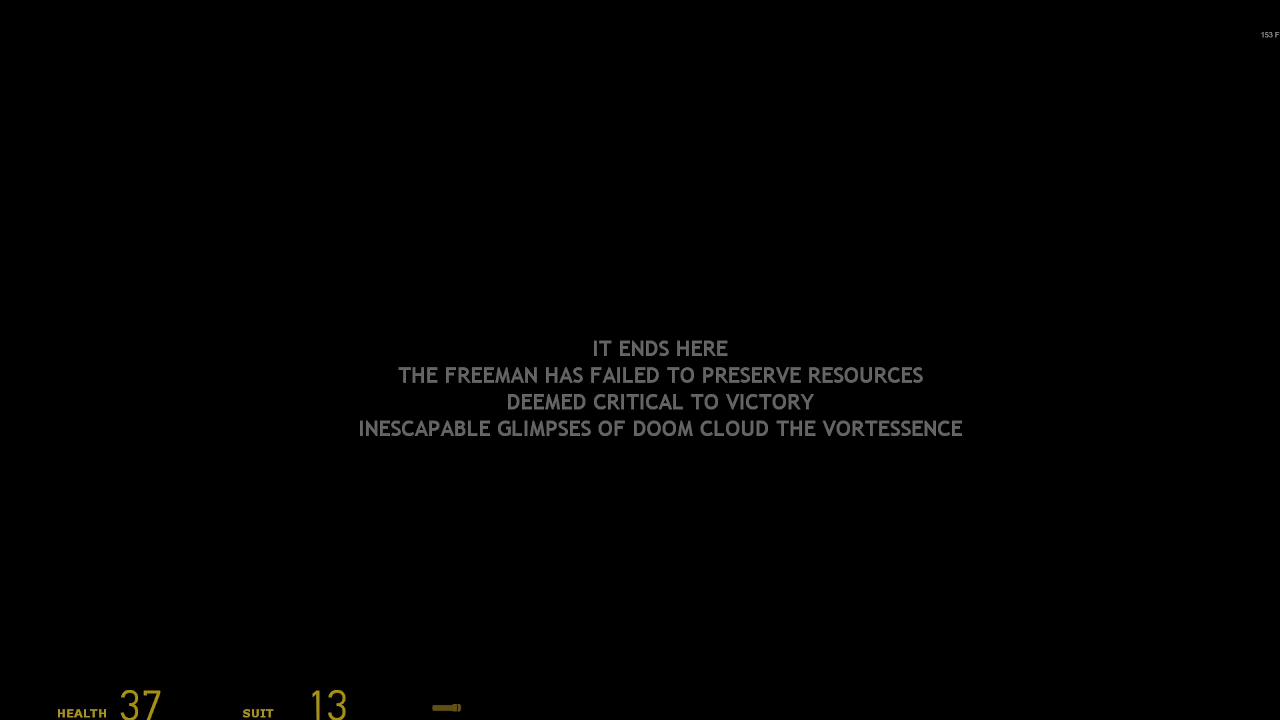 153 F
IT ENDS HERE
THE FREEMAN HAS FAILED TO PRESERVE RESOURCES
DEEMED CRITICAL TO VICTORY
INESCAPABLE GLIMPSES OF DOOM CLOUD THE VORTESSENCE
HEALTH 37 SUIT 13